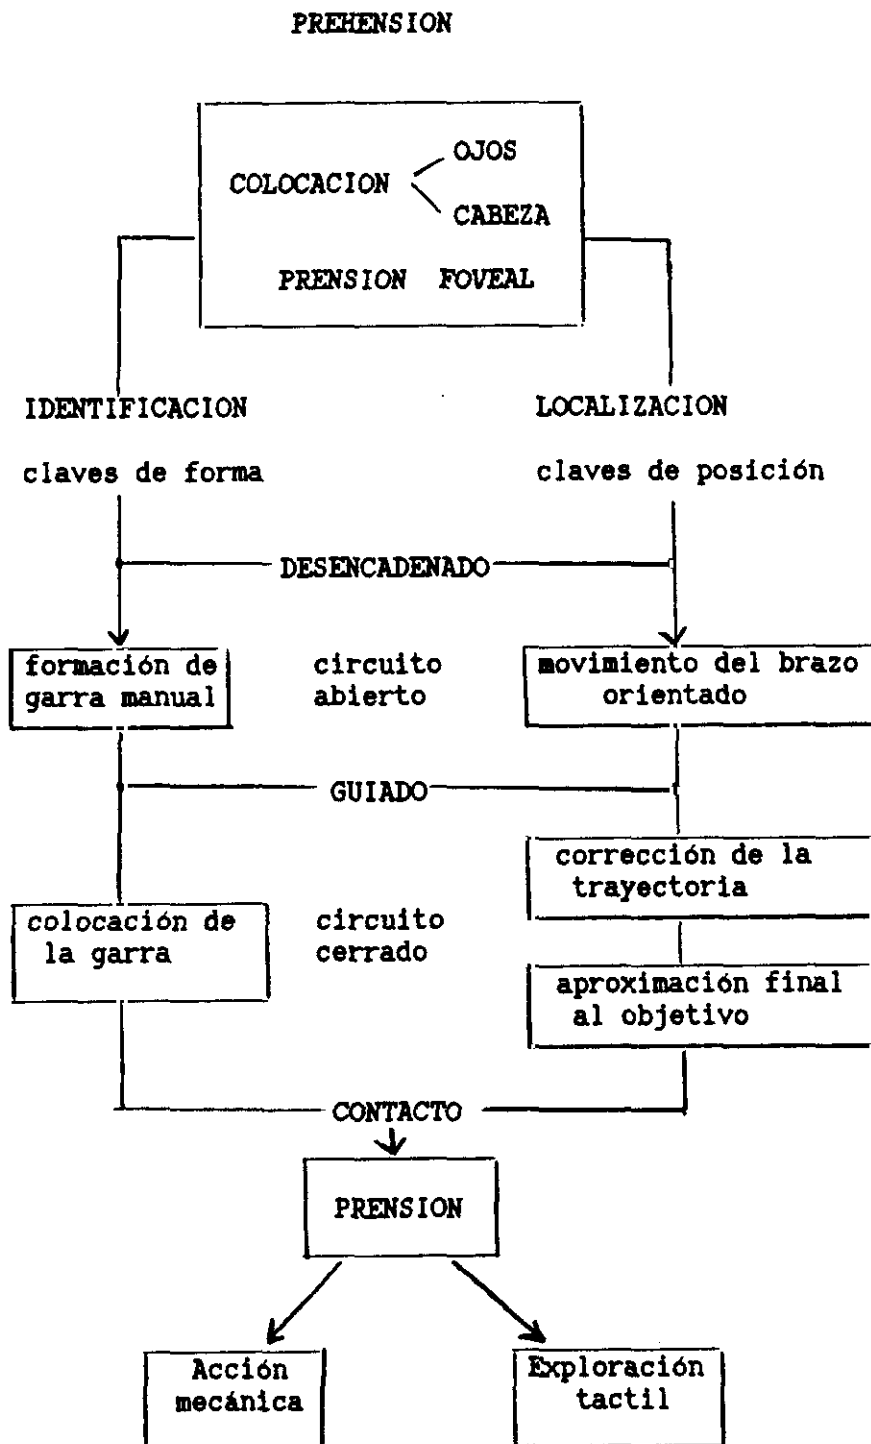 PREHENSION
OJOS
COLOCACION
CABEZA
PRENSION FOVEAL
IDENTIFICACION
LOCALIZACION
claves de forma
claves de posición
DESENCADENADO
formación de
garra manual
circuito
abierto
movimiento del brazo
orientado
GUIADO
corrección de la
trayectoria
colocación de
la garra
circuito
cerrado
aproximación final
al objetivo
CONTACTO
PRENSION
Acción
mecánica
Exploración
tactil